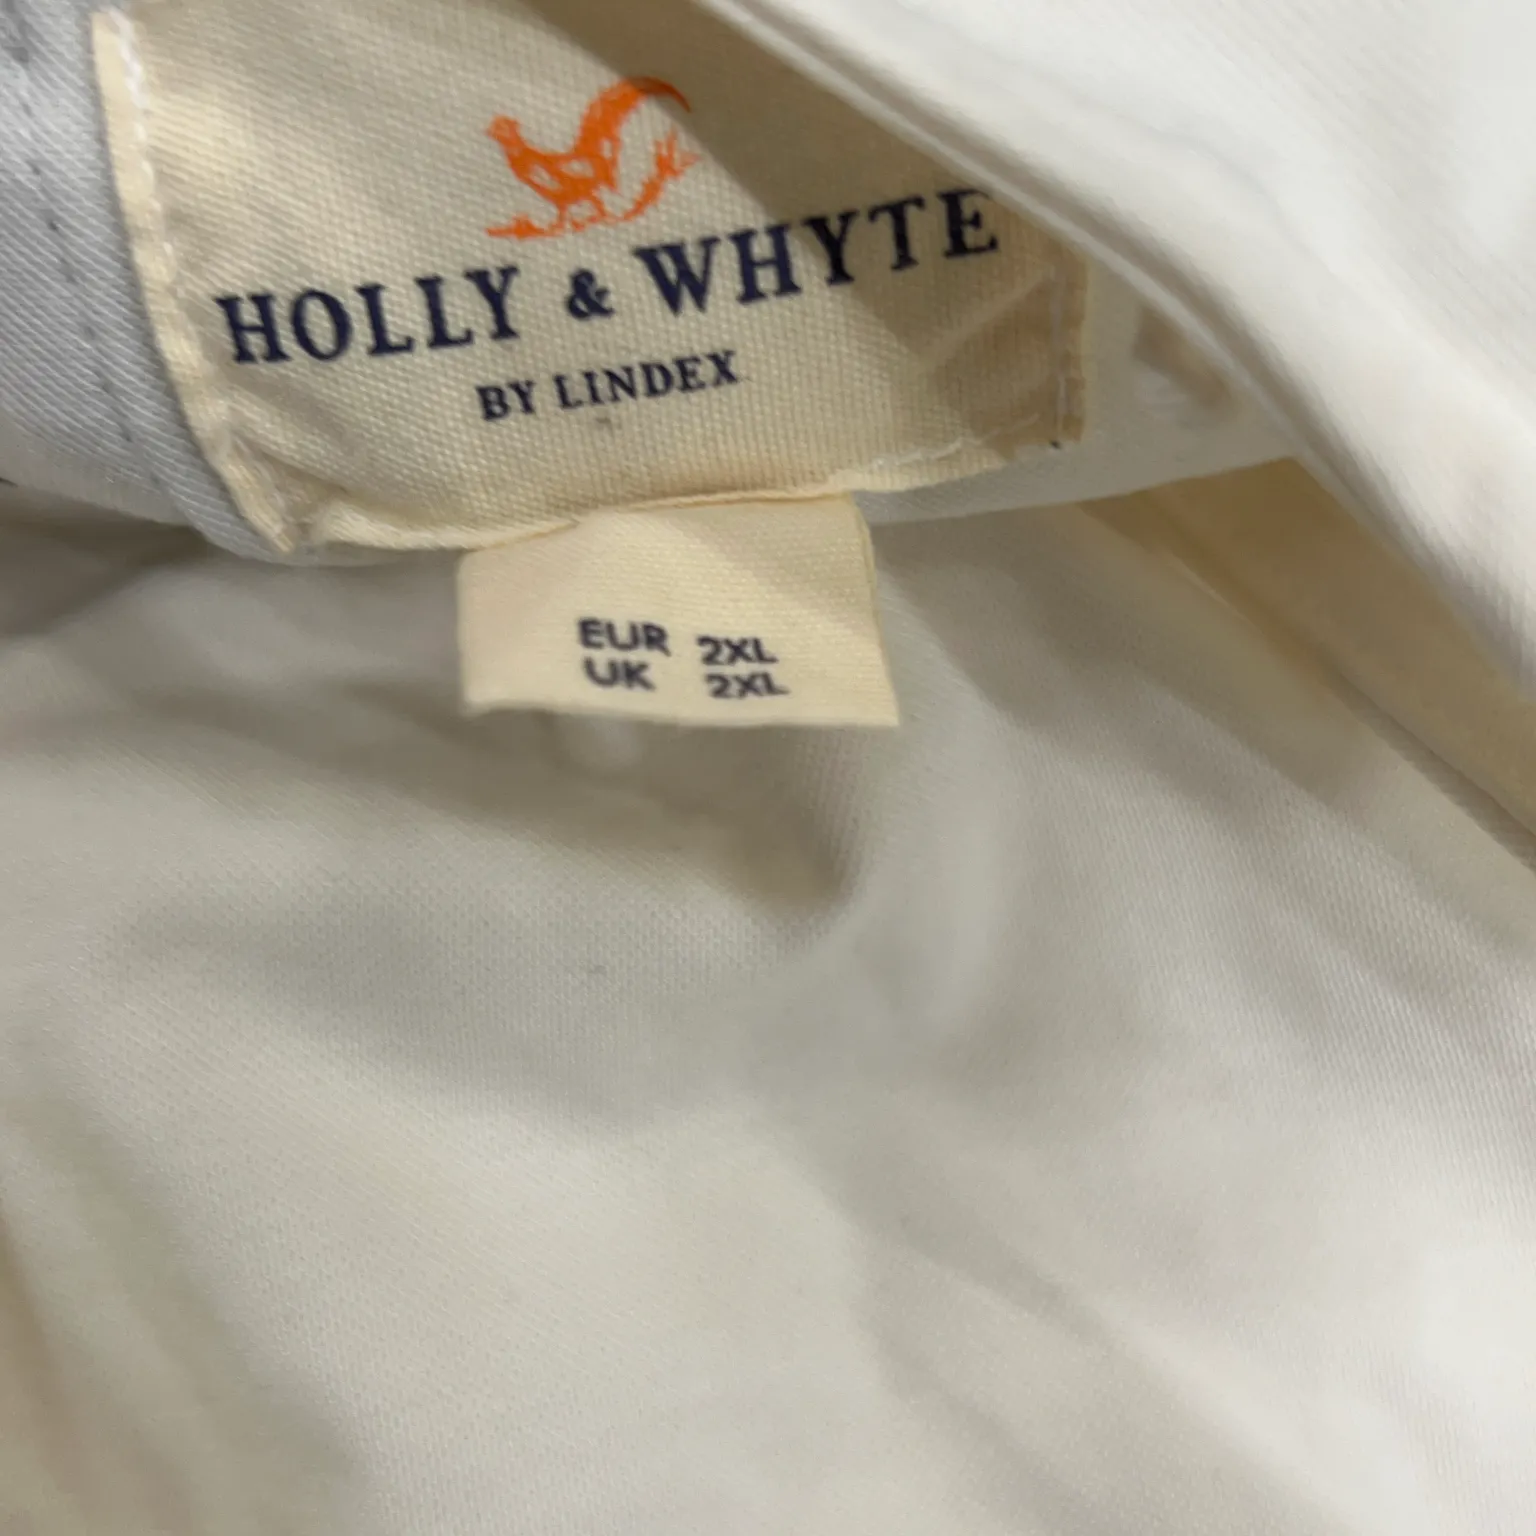 HOLLY & WHYTE
BY LINDEX
EUR 2XL
UK 2XL